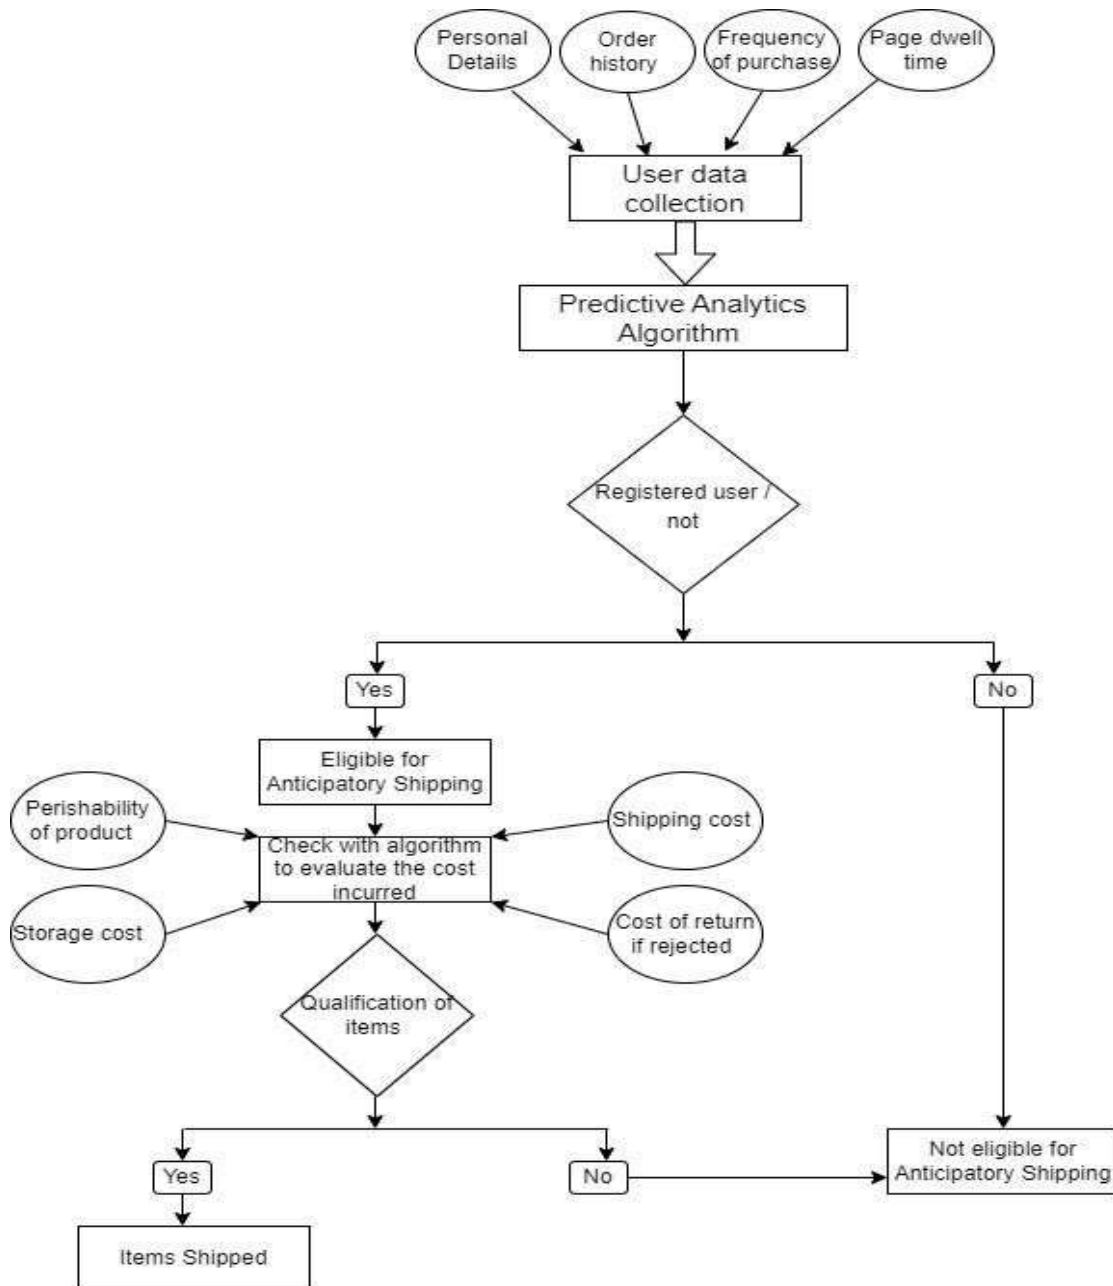 Personal
Details
Order
history
Frequency
of purchase
Page dwell
time
User data
collection
Predictive Analytics
Algorithm
Registered user /
not
Yes
No
Eligible for
Anticipatory Shipping
Perishability
of product
Shipping cost
Check with algorithm
to evaluate the cost
incurred
Storage cost
Cost of return
if rejected
Qualification of
items
Yes
No
Not eligible for
Anticipatory Shipping
Items Shipped